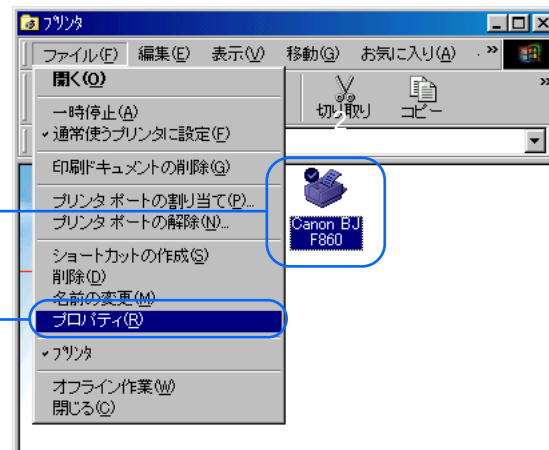 プリンタ
ファイル(F) 編集(E) 表示(V) 移動(G) お気に入り(A) . »
開く(O)
一時停止(A)
通常使うプリンタに設定(F)
印刷ドキュメントの削除(G)
プリンタ ポートの割り当て(P)...
プリンタ ポートの解除(N)...
ショートカットの作成(S)
削除(D)
名前の変更(M)
プロパティ(R)
プリンタ
オフライン作業(W)
閉じる(C)
切り取り コピー »
2
Canon BJ
F860